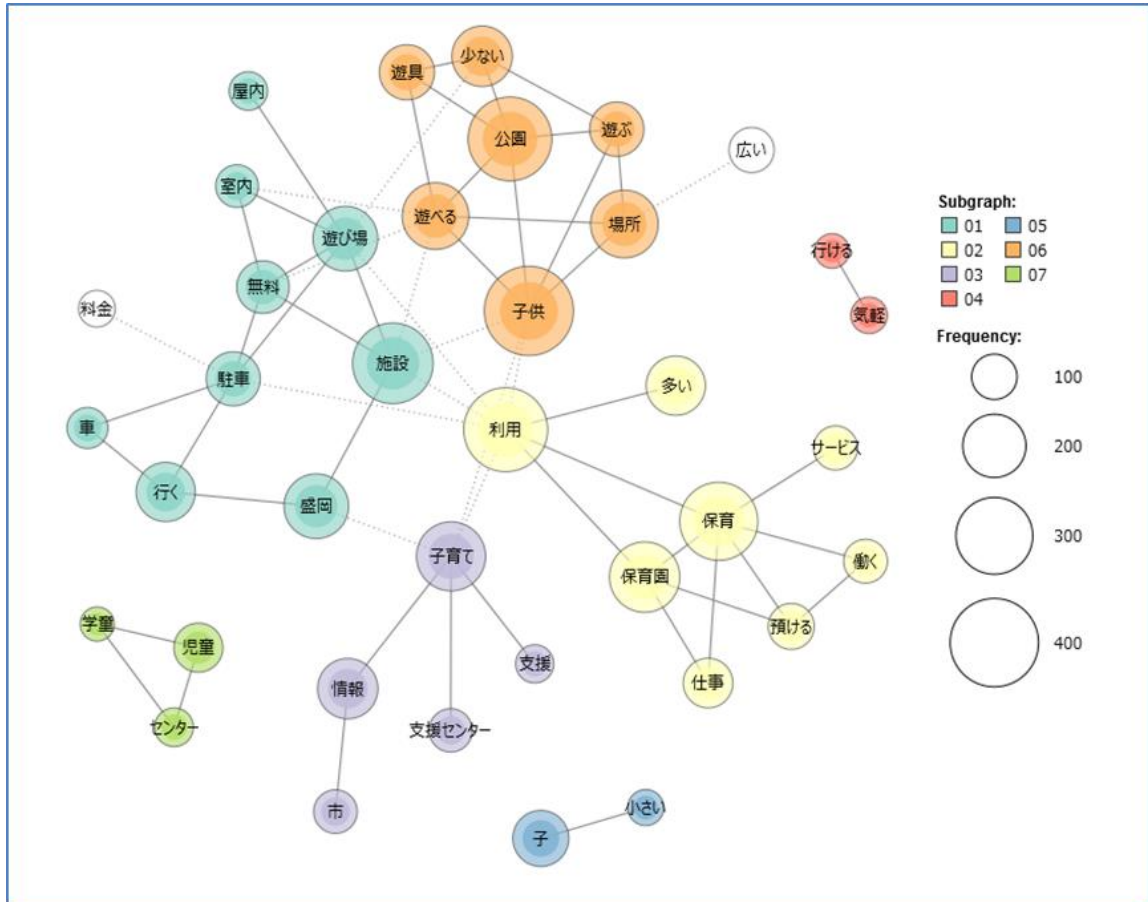 少ない
遊具
屋内
公園
遊ぶ
広い
室内
遊べる
場所
遊び場
行ける
無料
料金
子供
気軽
施設
駐車
多い
車
利用
サービス
行く
盛岡
保育
子育て
保育園
働く
学童
児童
預ける
支援
情報
仕事
センター
支援センター
市
小さい
子
Subgraph:
01 05
02 06
03 07
04
Frequency:
100
200
300
400